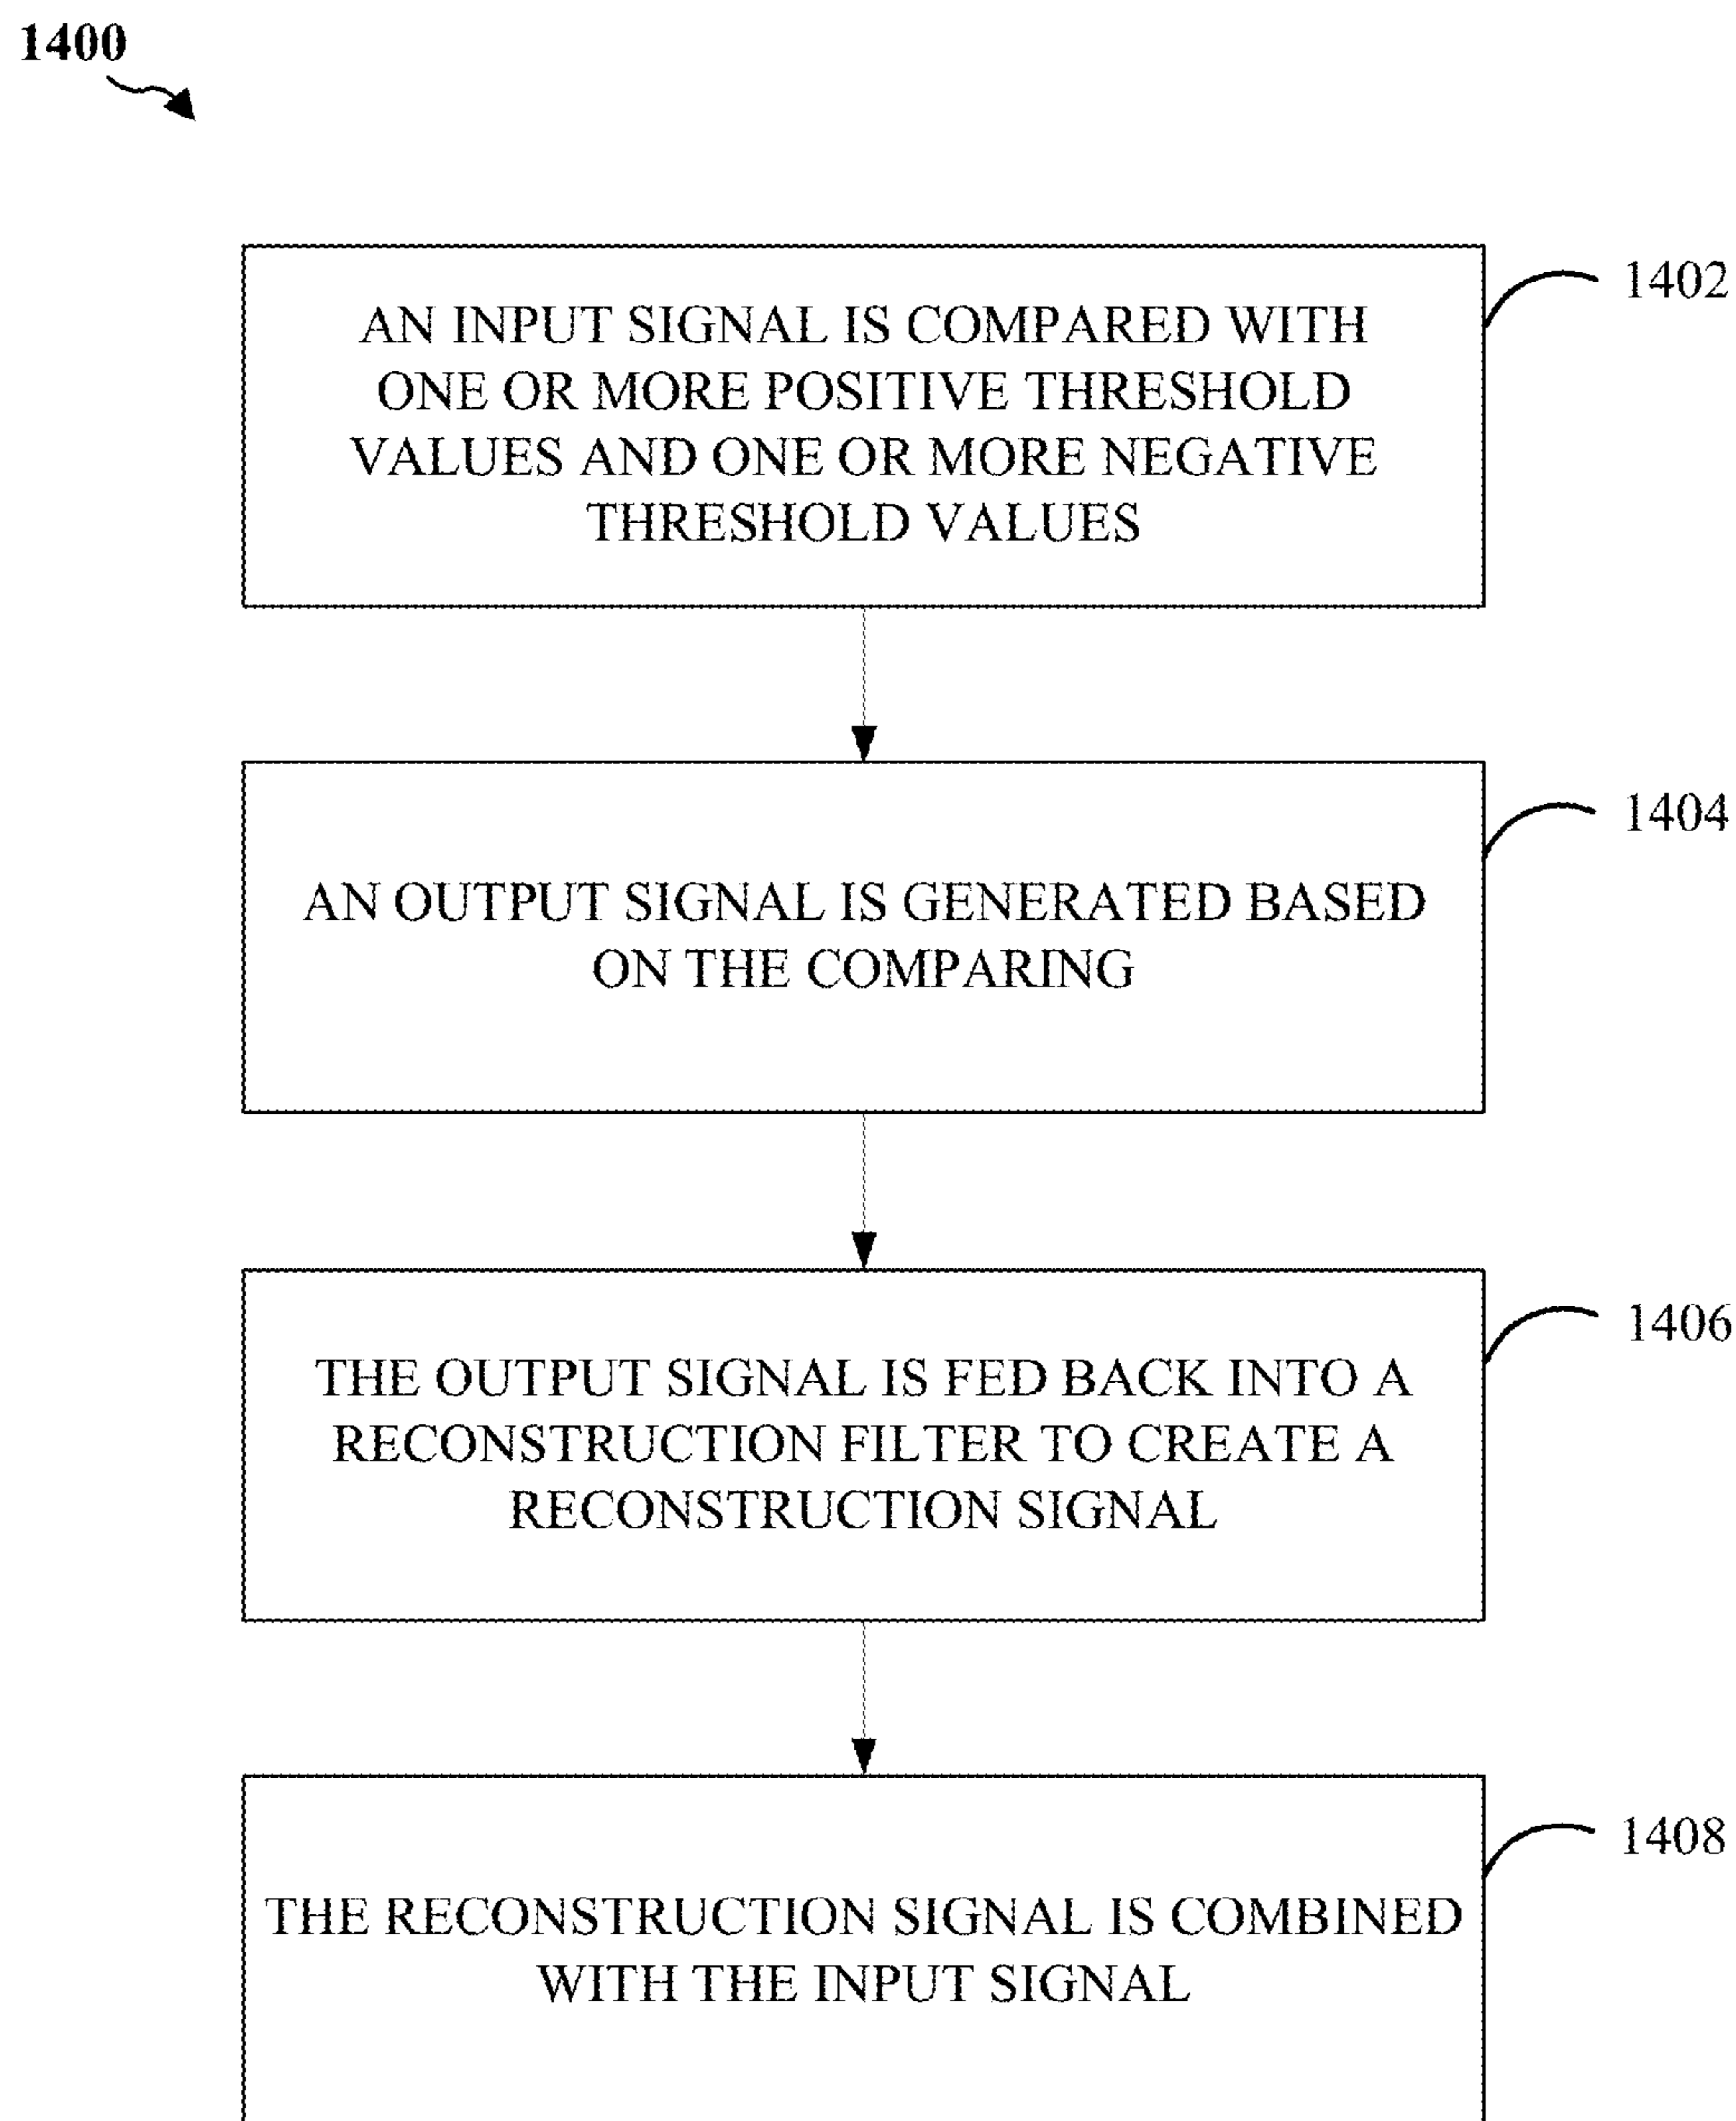 1400
AN INPUT SIGNAL IS COMPARED WITH
ONE OR MORE POSITIVE THRESHOLD
VALUES AND ONE OR MORE NEGATIVE
THRESHOLD VALUES
1402
AN OUTPUT SIGNAL IS GENERATED BASED
ON THE COMPARING
1404
THE OUTPUT SIGNAL IS FED BACK INTO A
RECONSTRUCTION FILTER TO CREATE A
RECONSTRUCTION SIGNAL
1406
THE RECONSTRUCTION SIGNAL IS COMBINED
WITH THE INPUT SIGNAL
1408